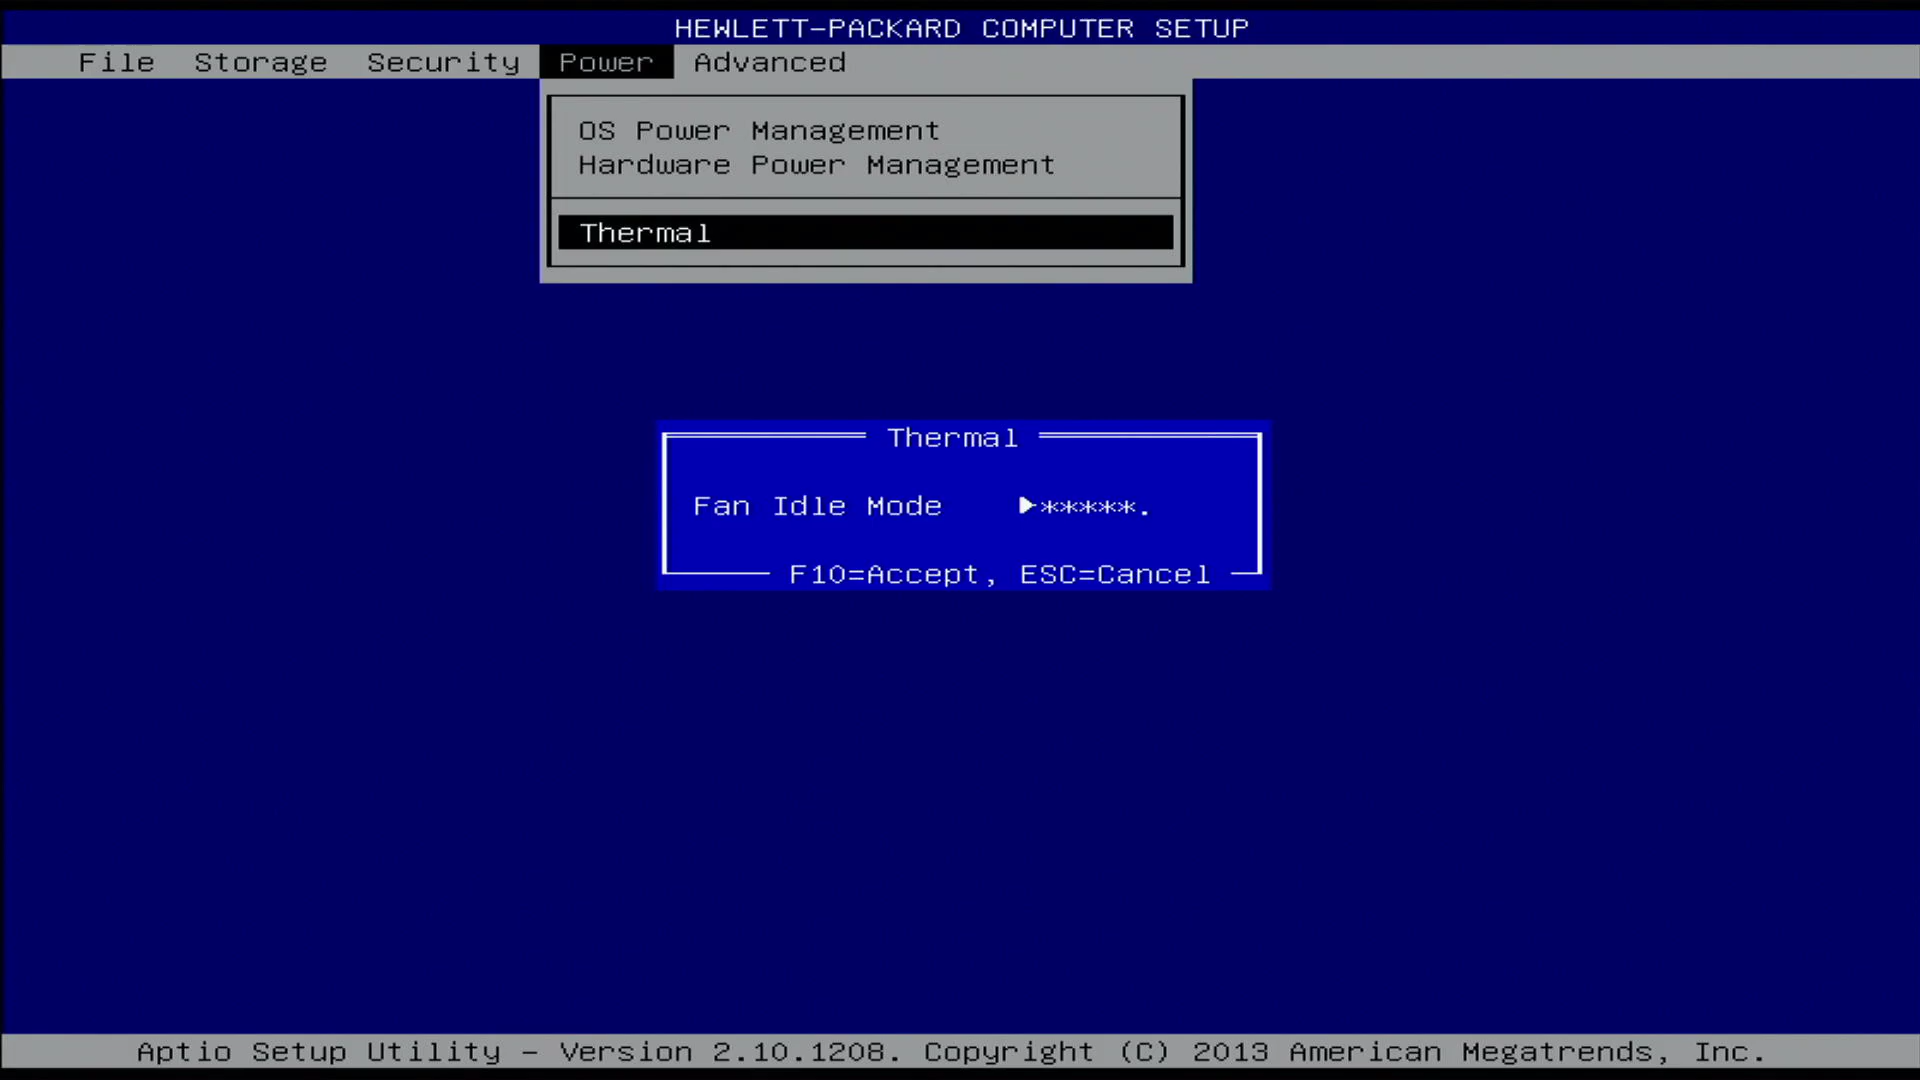 HEWLETT-PACKARD COMPUTER SETUP
File Storage Security Power Advanced
OS Power Management
Hardware Power Management
Thermal
Thermal
Fan Idle Mode ▶*****.
F10=Accept, ESC=Cancel
Aptio Setup Utility - Version 2.10.1208. Copyright (C) 2013 American Megatrends, Inc.